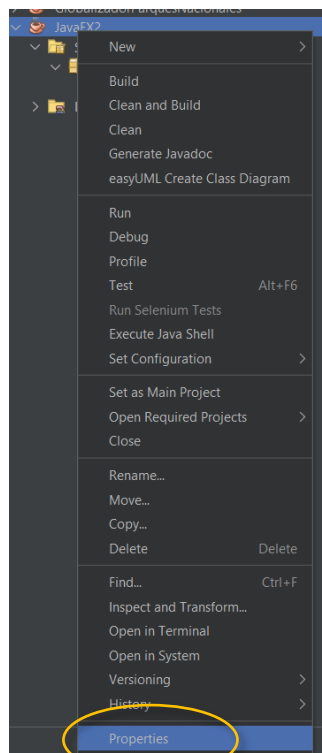 GlobalizadorParquesNacionales
JavaFX2
New
Build
Clean and Build
Clean
Generate Javadoc
easyUML Create Class Diagram
Run
Debug
Profile
Test Alt+F6
Run Selenium Tests
Execute Java Shell
Set Configuration
Set as Main Project
Open Required Projects
Close
Rename...
Move...
Copy...
Delete Delete
Find... Ctrl+F
Inspect and Transform...
Open in Terminal
Open in System
Versioning
History
Properties